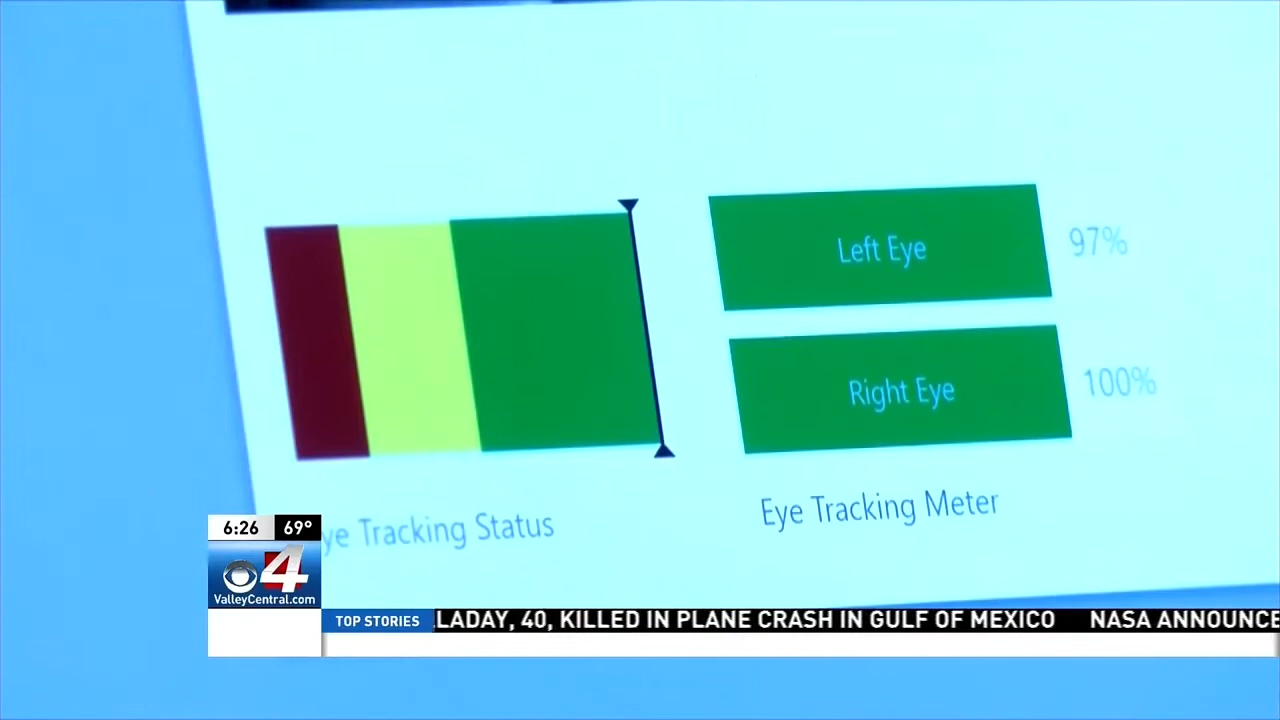 Left Eye
97%
Right Eye
100%
Eye Tracking Meter
ye Tracking Status
6:26
69°
4
ValleyCentral.com
TOP STORIES
LADAY, 40, KILLED IN PLANE CRASH IN GULF OF MEXICO
NASA ANNOUNCE